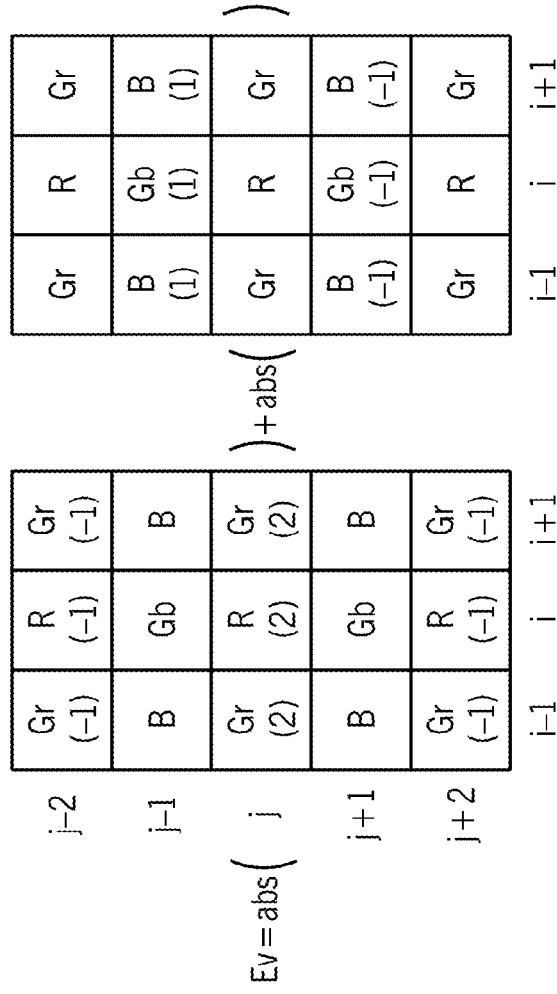 j-2 Gr R Gr Gr R Gr
(-1) (-1) (-1)
j-1 B Gb B B Gb B
(1) (1) (1)
Ev=abs( j Gr R Gr )+abs( Gr R Gr )
(2) (2) (2)
j+1 B Gb B B Gb B
(-1) (-1) (-1)
j+2 Gr R Gr Gr R Gr
(-1) (-1) (-1)
i-1 i i+1 i-1 i i+1